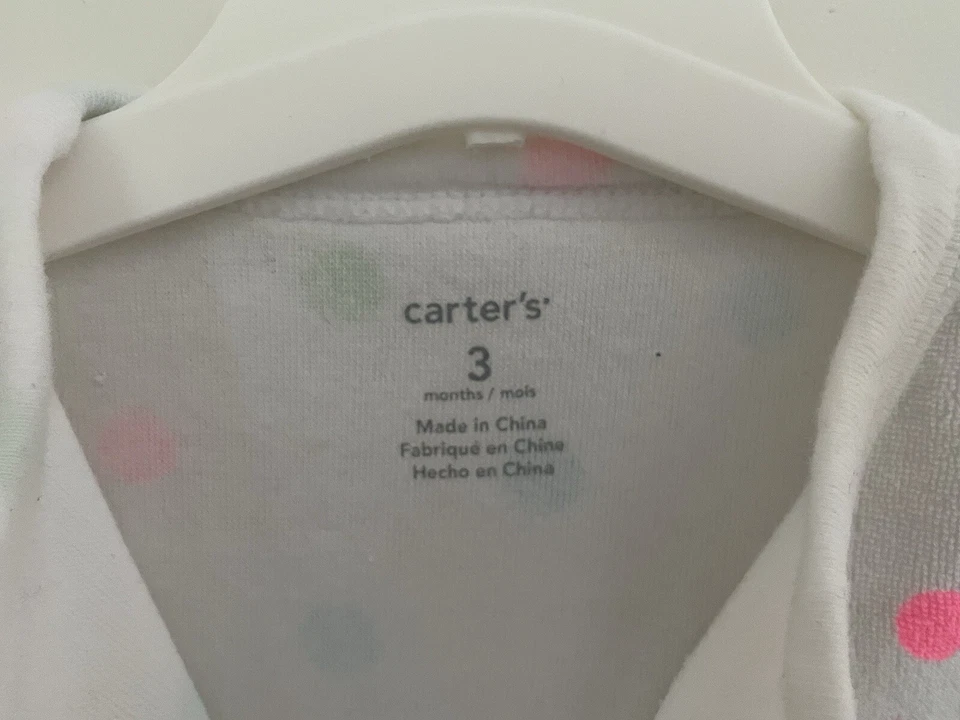 carter's
3
months / mois
Made in China
Fabriqué en Chine
Hecho en China